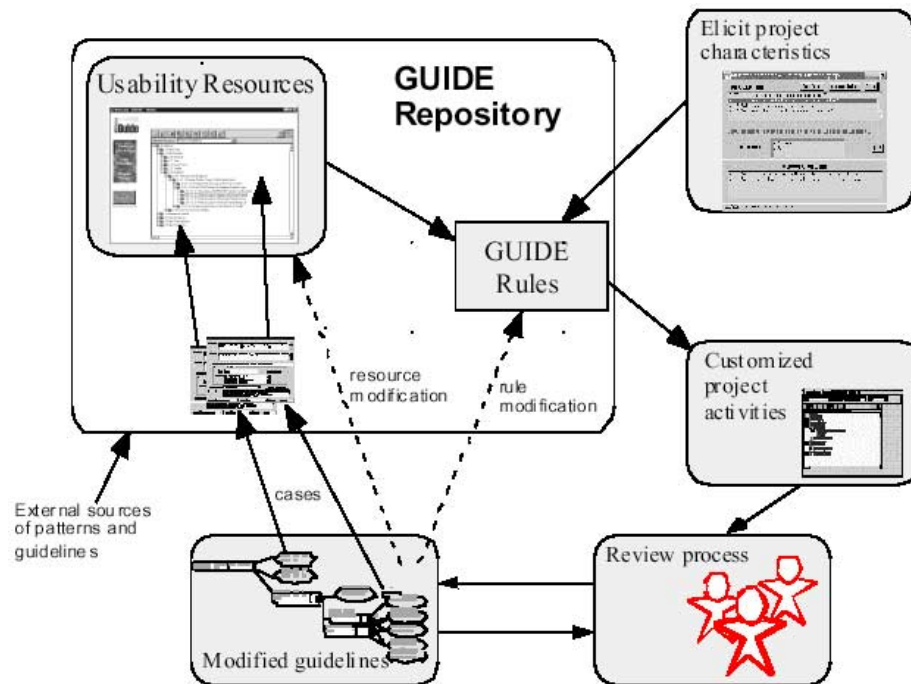 Usability Resources
Guide
GUIDE
Repository
Elicit project
characteristics
GUIDE
Rules
resource
modification
rule
modification
Customized
project
activities
cases
External sources
of patterns and
guidelines
Modified guidelines
Review process